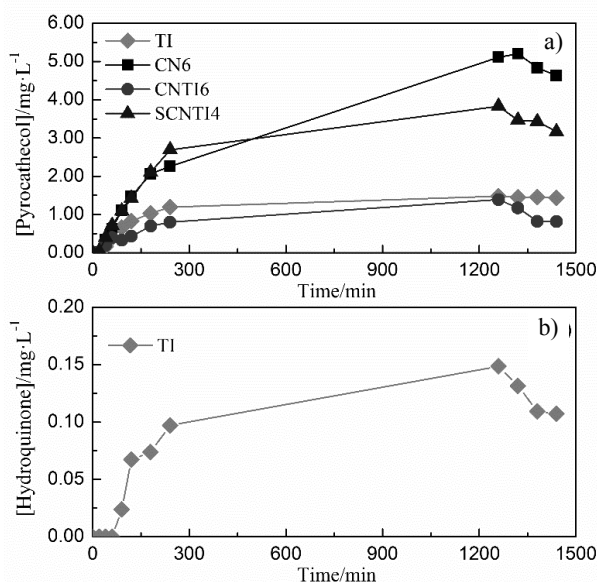 [Pyrocathecol]/mg·L⁻¹
6.00
5.00
4.00
3.00
2.00
1.00
0.00
a)
TI
CN6
CNTI6
SCNTI4
0 300 600 900 1200 1500
Time/min
[Hydroquinone]/mg·L⁻¹
0.20
0.15
0.10
0.05
0.00
b)
TI
0 300 600 900 1200 1500
Time/min